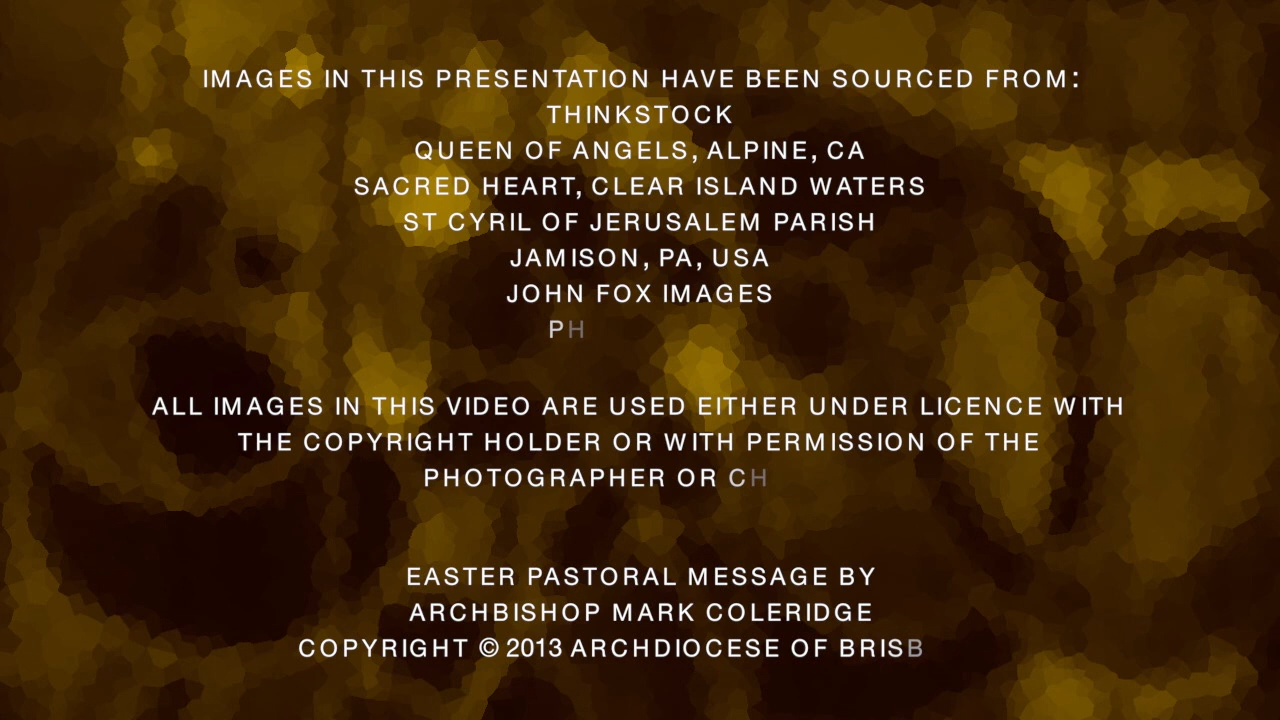 IMAGES IN THIS PRESENTATION HAVE BEEN SOURCED FROM:
THINKSTOCK
QUEEN OF ANGELS, ALPINE, CA
SACRED HEART, CLEAR ISLAND WATERS
ST CYRIL OF JERUSALEM PARISH
JAMISON, PA, USA
JOHN FOX IMAGES
PH
ALL IMAGES IN THIS VIDEO ARE USED EITHER UNDER LICENCE WITH
THE COPYRIGHT HOLDER OR WITH PERMISSION OF THE
PHOTOGRAPHER OR CH
EASTER PASTORAL MESSAGE BY
ARCHBISHOP MARK COLERIDGE
COPYRIGHT © 2013 ARCHDIOCESE OF BRISB